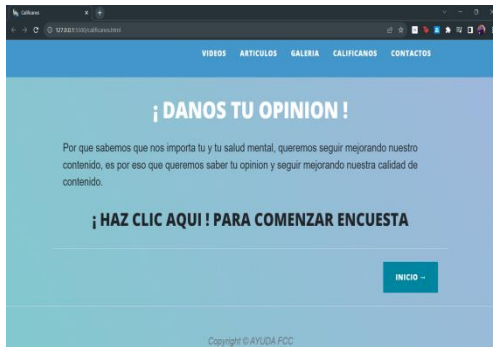 Califícanos
127.0.0.1:5500/calificanos.html
VIDEOS ARTICULOS GALERIA CALIFICANOS CONTACTOS
¡ DANOS TU OPINION !
Por que sabemos que nos importa tu y tu salud mental, queremos seguir mejorando nuestro
contenido, es por eso que queremos saber tu opinion y seguir mejorando nuestra calidad de
contenido.
¡ HAZ CLIC AQUI ! PARA COMENZAR ENCUESTA
INICIO →
Copyright © AYUDA FCC